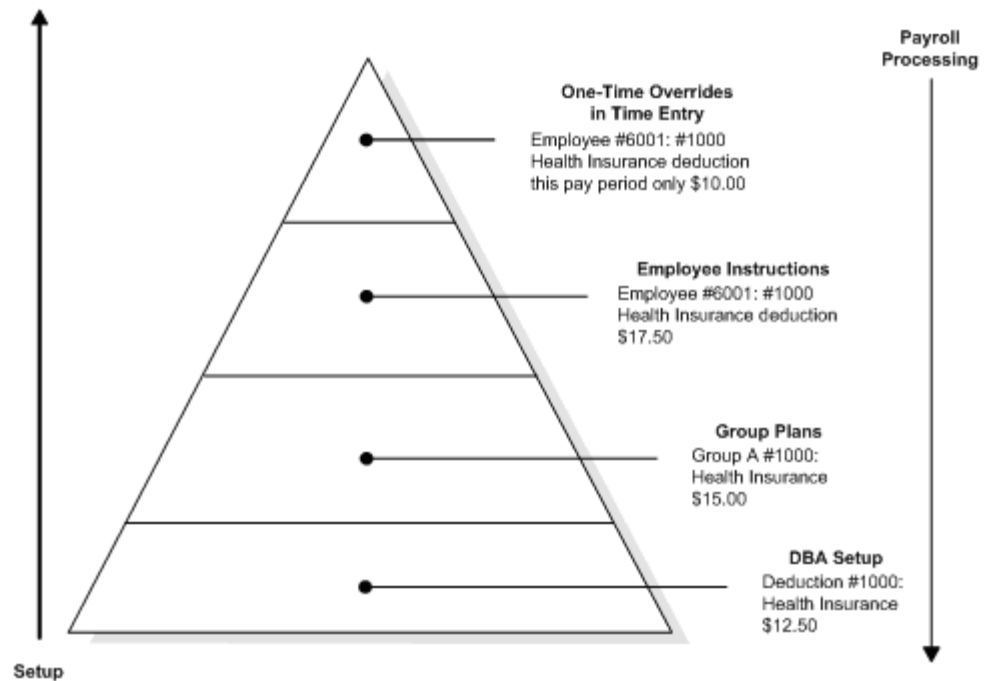 Payroll
Processing
One-Time Overrides
in Time Entry
Employee #6001: #1000
Health Insurance deduction
this pay period only $10.00
Employee Instructions
Employee #6001: #1000
Health Insurance deduction
$17.50
Group Plans
Group A #1000:
Health Insurance
$15.00
DBA Setup
Deduction #1000:
Health Insurance
$12.50
Setup